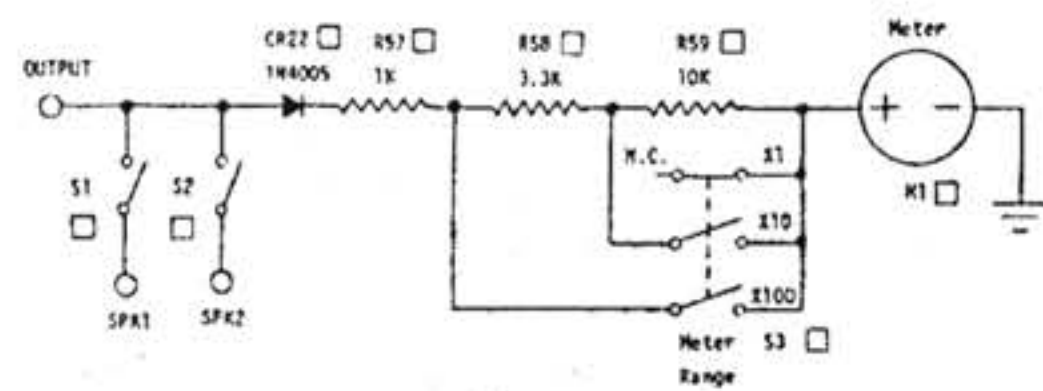 OUTPUT
CR22
1N4005
R57
1K
R58
3.3K
R59
10K
Meter
+ -
M1
N.C.
X1
X10
X100
S1
S2
SPK1
SPK2
Meter
Range
S3